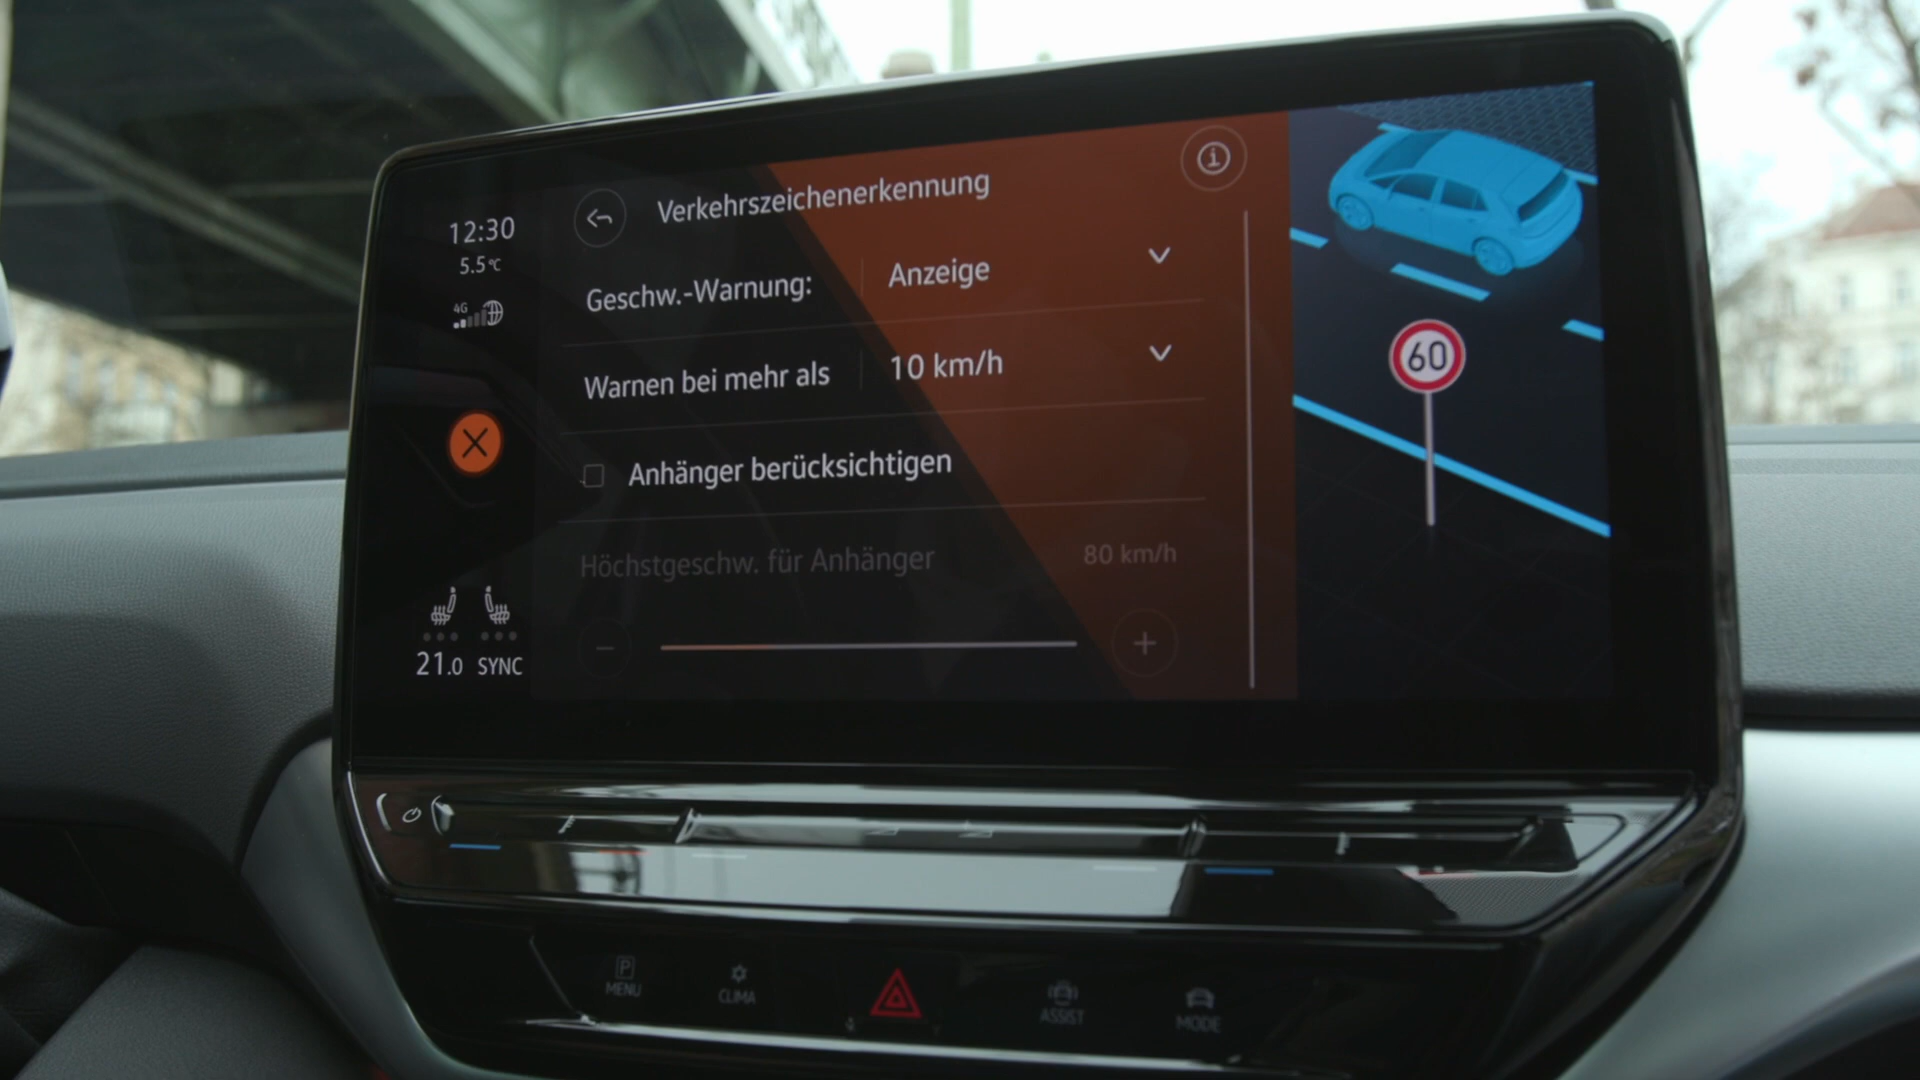 12:30
5.5°C
4G
Verkehrszeichenerkennung
Geschw.-Warnung: Anzeige
Warnen bei mehr als 10 km/h
Anhänger berücksichtigen
Höchstgeschw. für Anhänger 80 km/h
60
21.0 SYNC
P
MENU
CLIMA
ASSIST
MODE